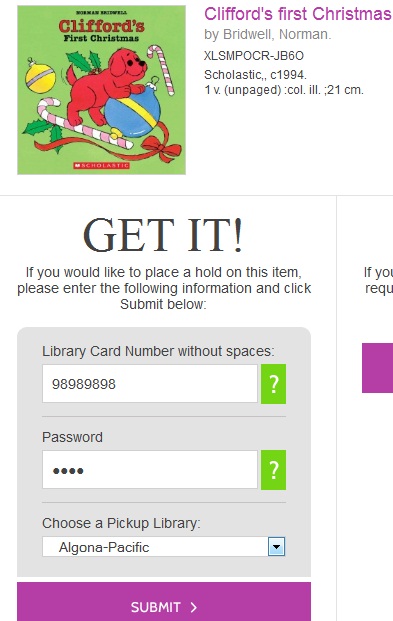 NORMAN BRIDWELL
Clifford's
First Christmas
SCHOLASTIC
Clifford's first Christmas
by Bridwell, Norman.
XLSMPOCR-JB6O
Scholastic,, c1994.
1 v. (unpaged) :col. ill. ;21 cm.
GET IT!
If you would like to place a hold on this item,
please enter the following information and click
Submit below:
If you
requ
Library Card Number without spaces:
98989898
?
Password
••••
?
Choose a Pickup Library:
Algona-Pacific
SUBMIT >